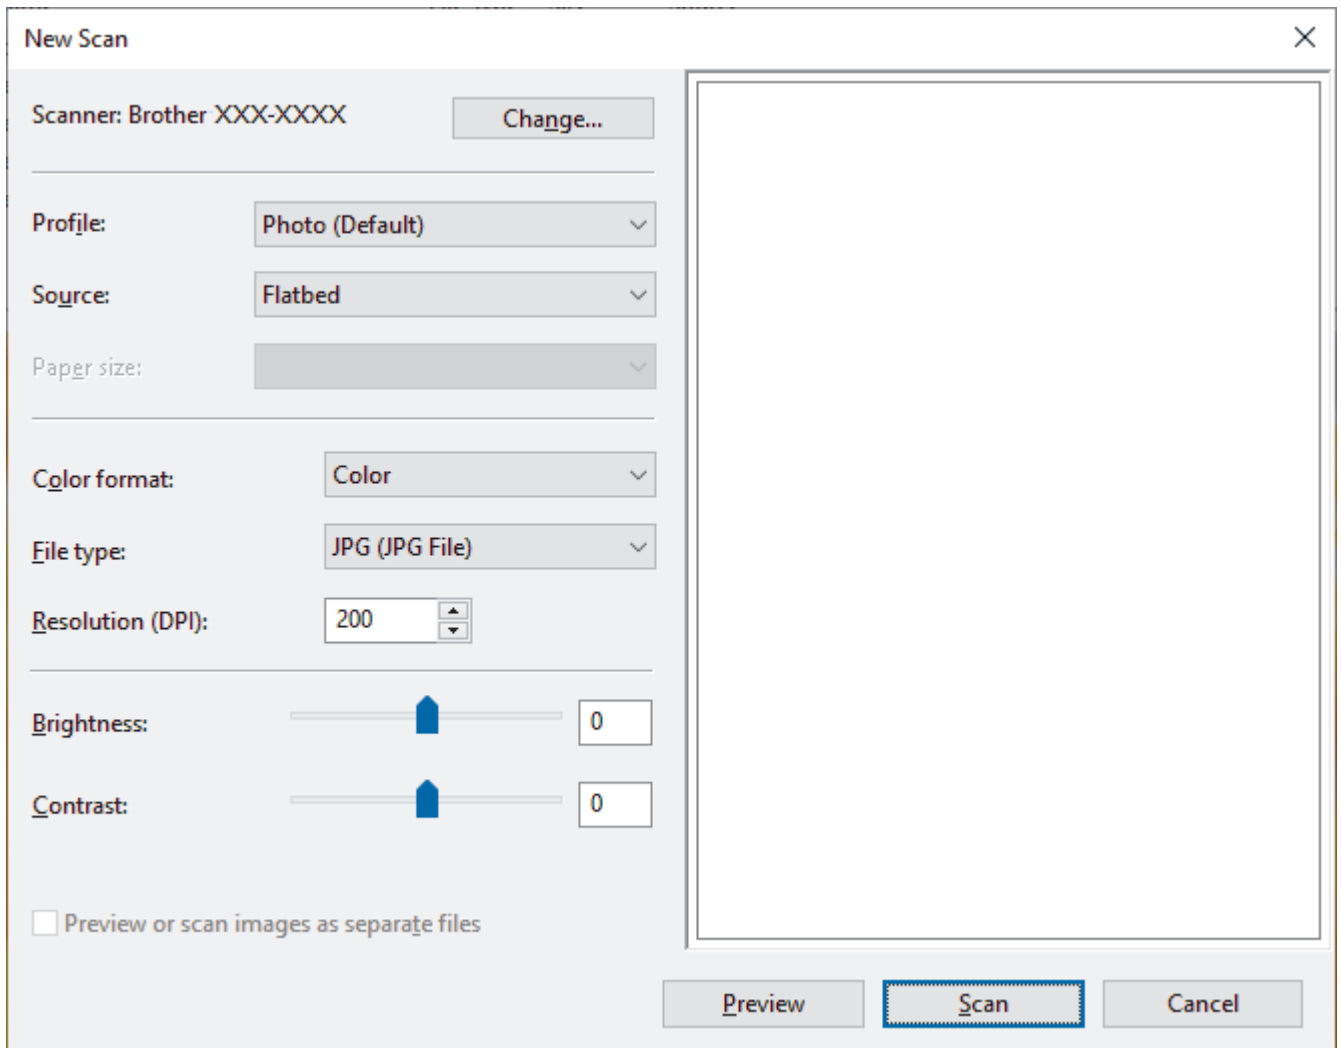 New Scan
Scanner: Brother XXX-XXXX
Change...
Profile:
Photo (Default)
Source:
Flatbed
Paper size:
Color format:
Color
File type:
JPG (JPG File)
Resolution (DPI):
200
Brightness:
0
Contrast:
0
Preview or scan images as separate files
Preview
Scan
Cancel